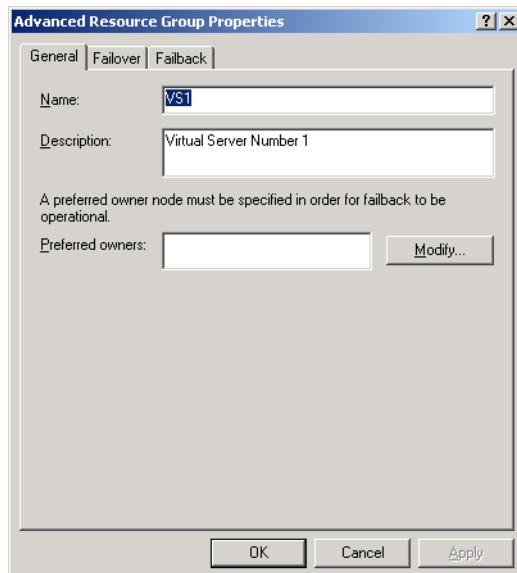 Advanced Resource Group Properties
General Failover Failback
Name: VS1
Description: Virtual Server Number 1
A preferred owner node must be specified in order for failback to be
operational.
Preferred owners: Modify...
OK Cancel Apply